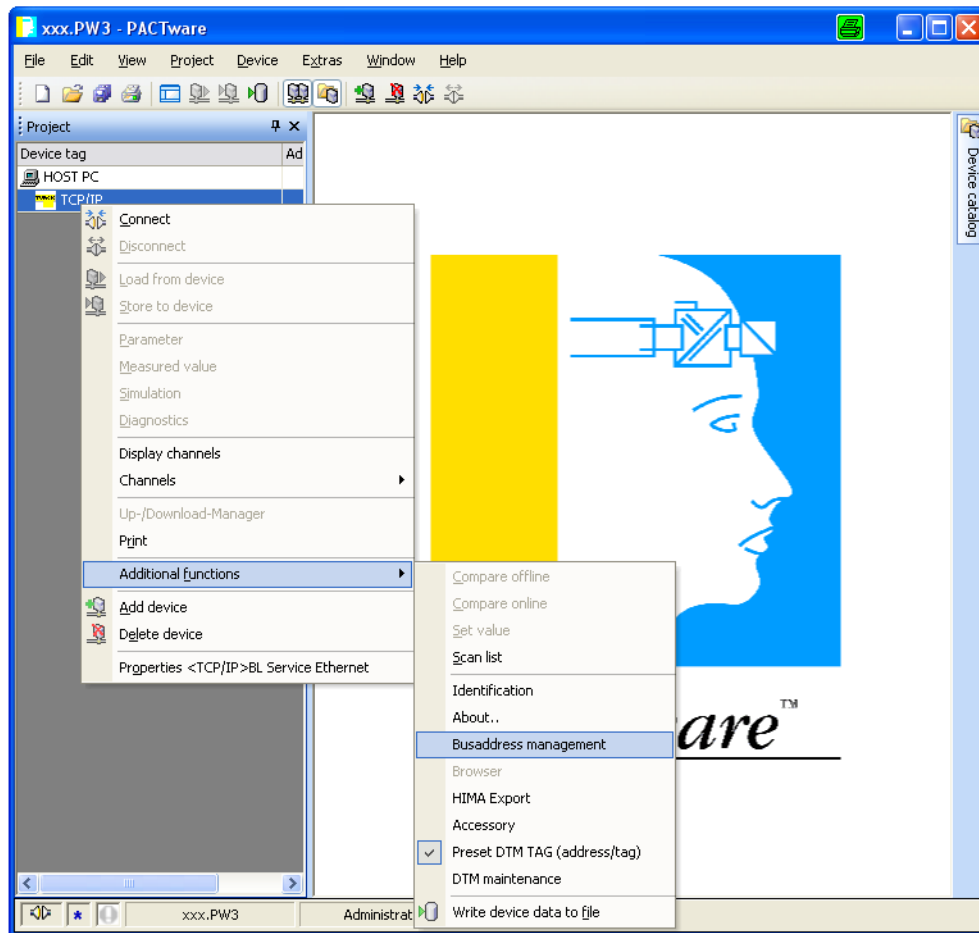 xxx.PW3 - PACTware
File Edit View Project Device Extras Window Help
Project
Device tag Ad
HOST PC
TURCK TCP/IP
Connect
Disconnect
Load from device
Store to device
Parameter
Measured value
Simulation
Diagnostics
Display channels
Channels
Up-/Download-Manager
Print
Additional functions
Add device
Delete device
Properties <TCP/IP>BL Service Ethernet
Compare offline
Compare online
Set value
Scan list
Identification
About..
Busaddress management
Browser
HIMA Export
Accessory
Preset DTM TAG (address/tag)
DTM maintenance
Write device data to file
are™
Device catalog
xxx.PW3 Administrat